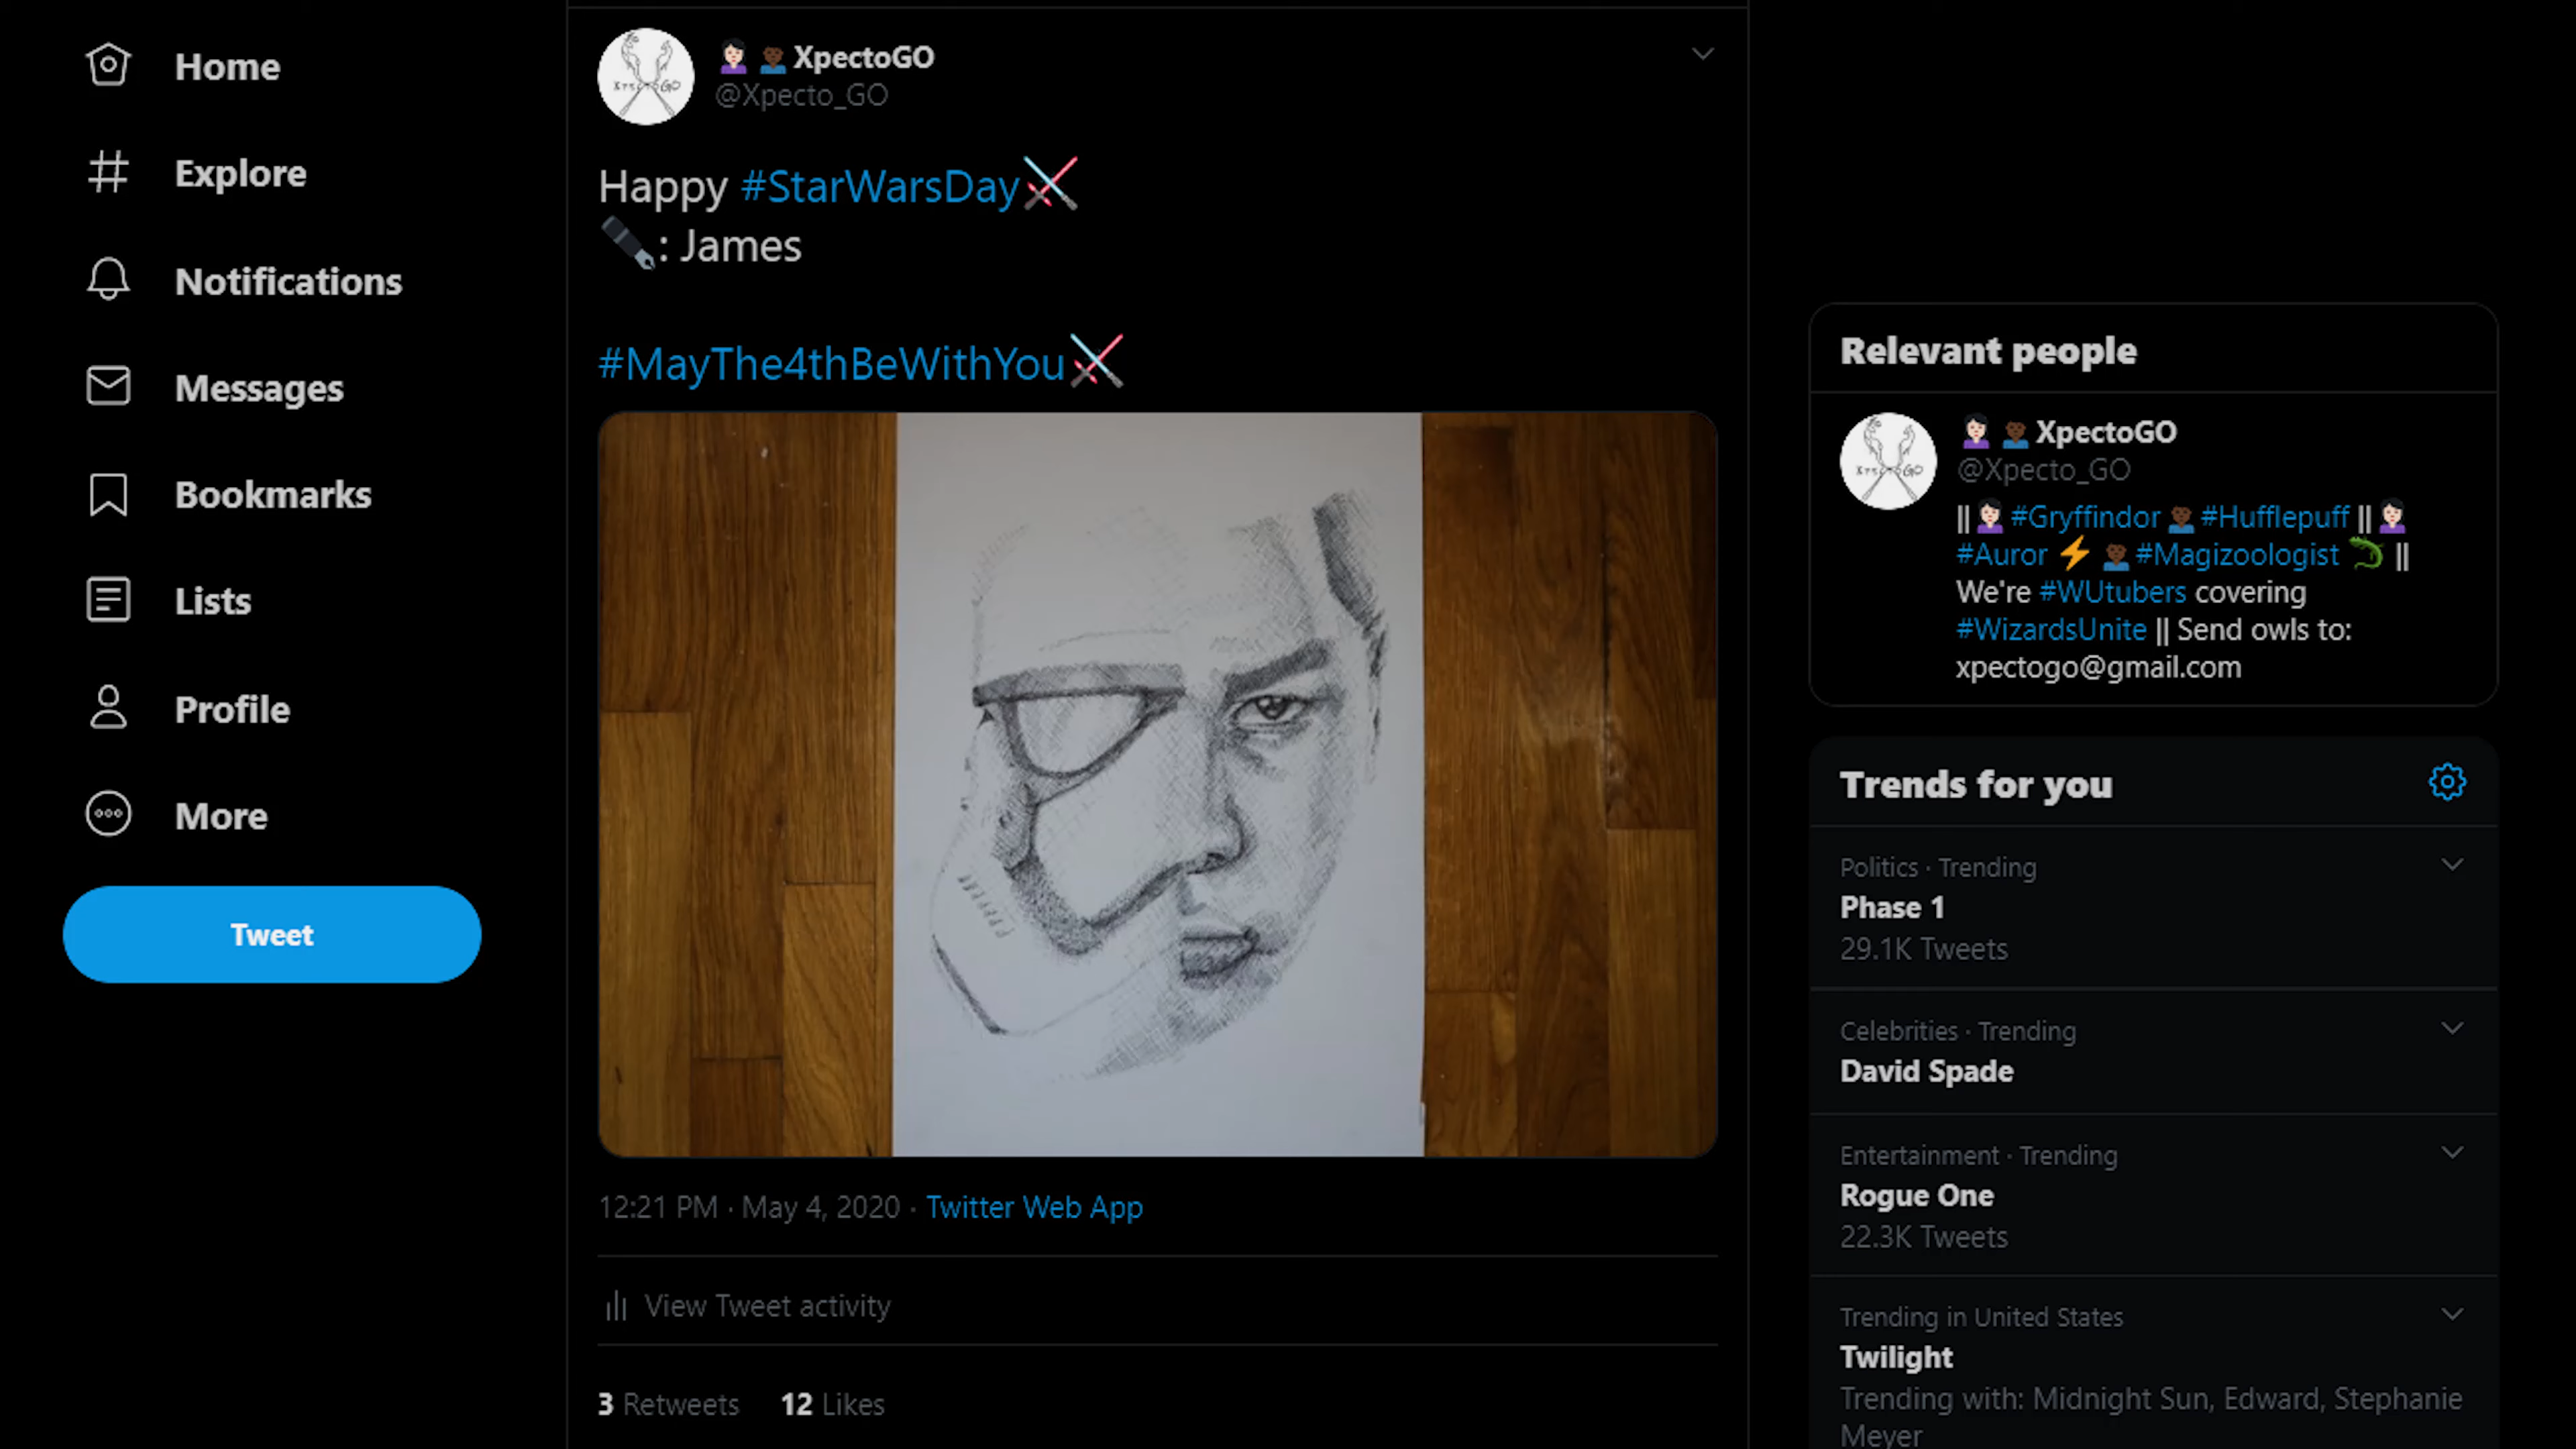 Home
Explore
Notifications
Messages
Bookmarks
Lists
Profile
More
Tweet
XpectoGO
@Xpecto_GO
Happy #StarWarsDay
: James
#MayThe4thBeWithYou
12:21 PM · May 4, 2020 · Twitter Web App
View Tweet activity
3 Retweets 12 Likes
Relevant people
XpectoGO
@Xpecto_GO
|| #Gryffindor #Hufflepuff ||
#Auror ⚡ #Magizoologist ||
We're #WUtubers covering
#WizardsUnite || Send owls to:
xpectogo@gmail.com
Trends for you
Politics · Trending
Phase 1
29.1K Tweets
Celebrities · Trending
David Spade
Entertainment · Trending
Rogue One
22.3K Tweets
Trending in United States
Twilight
Trending with: Midnight Sun, Edward, Stephanie
Meyer